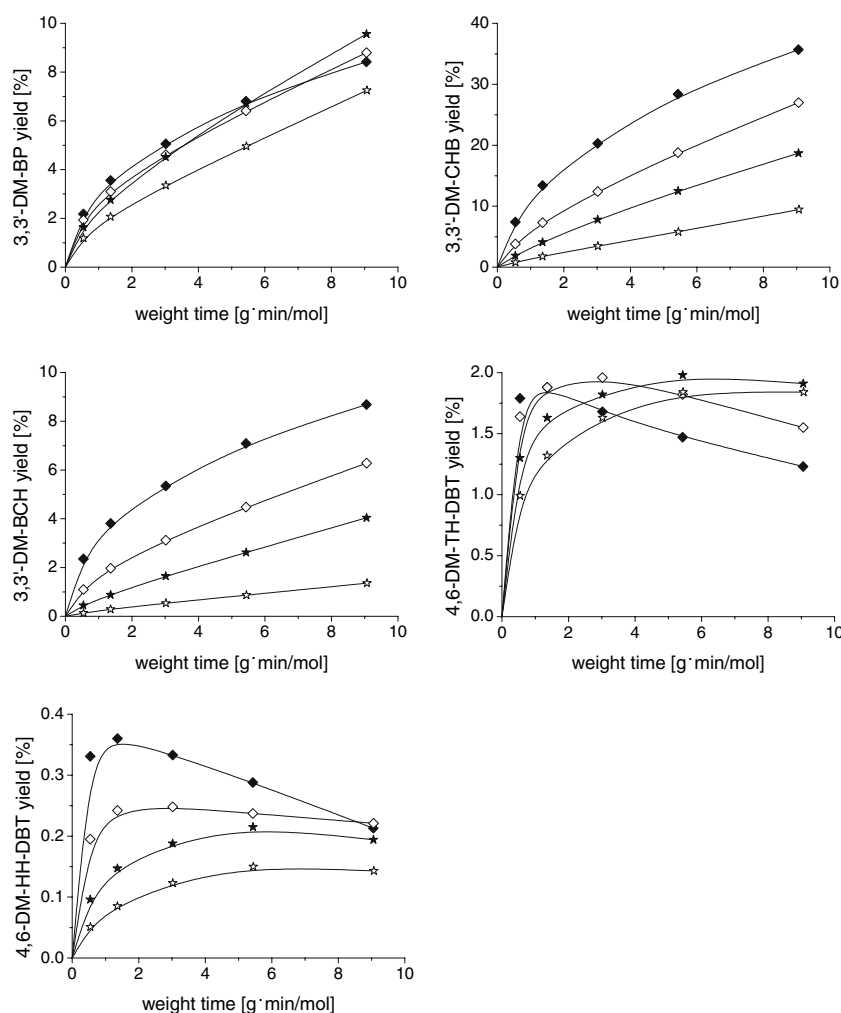 3,3'-DM-BP yield [%]
10
8
6
4
2
0
0 2 4 6 8 10
weight time [g·min/mol]
3,3'-DM-CHB yield [%]
40
30
20
10
0
0 2 4 6 8 10
weight time [g·min/mol]
3,3'-DM-BCH yield [%]
10
8
6
4
2
0
0 2 4 6 8 10
weight time [g·min/mol]
4,6-DM-TH-DBT yield [%]
2.0
1.5
1.0
0.5
0.0
0 2 4 6 8 10
weight time [g·min/mol]
4,6-DM-HH-DBT yield [%]
0.4
0.3
0.2
0.1
0.0
0 2 4 6 8 10
weight time [g·min/mol]